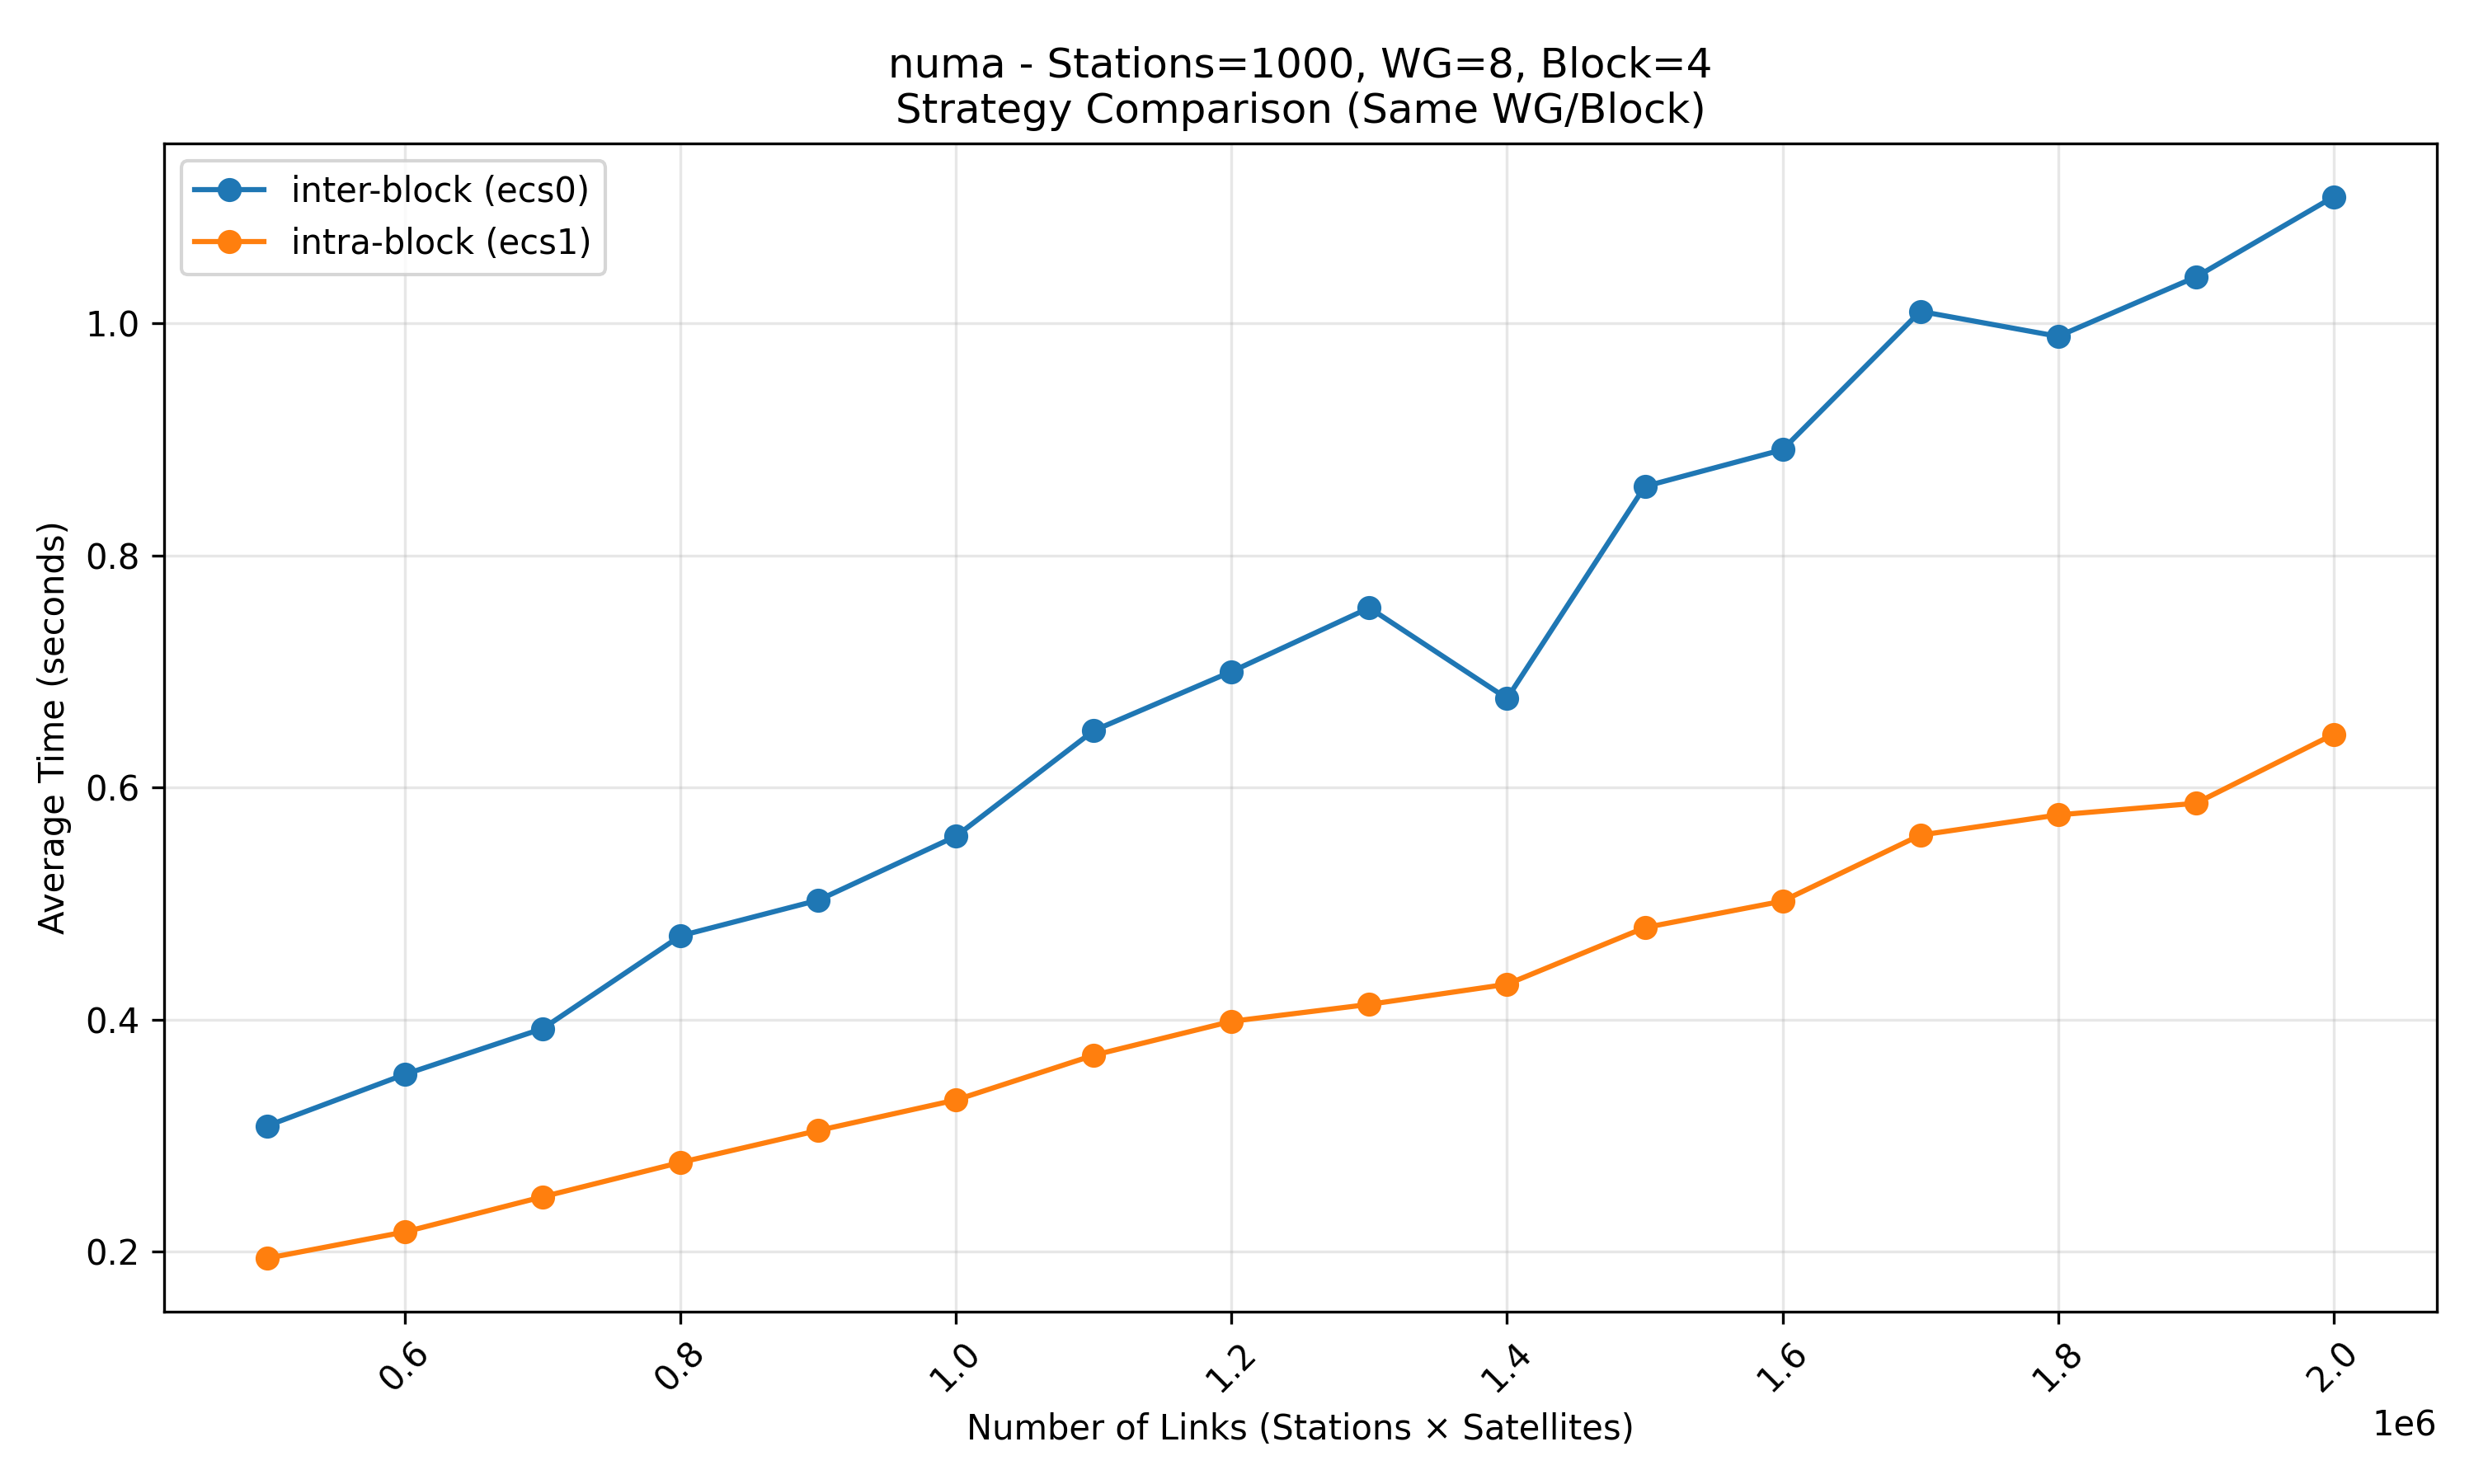 numa - Stations=1000, WG=8, Block=4
Strategy Comparison (Same WG/Block)
inter-block (ecs0)
intra-block (ecs1)
Average Time (seconds)
1.0
0.8
0.6
0.4
0.2
0.6
0.8
1.0
1.2
1.4
1.6
1.8
2.0
1e6
Number of Links (Stations × Satellites)